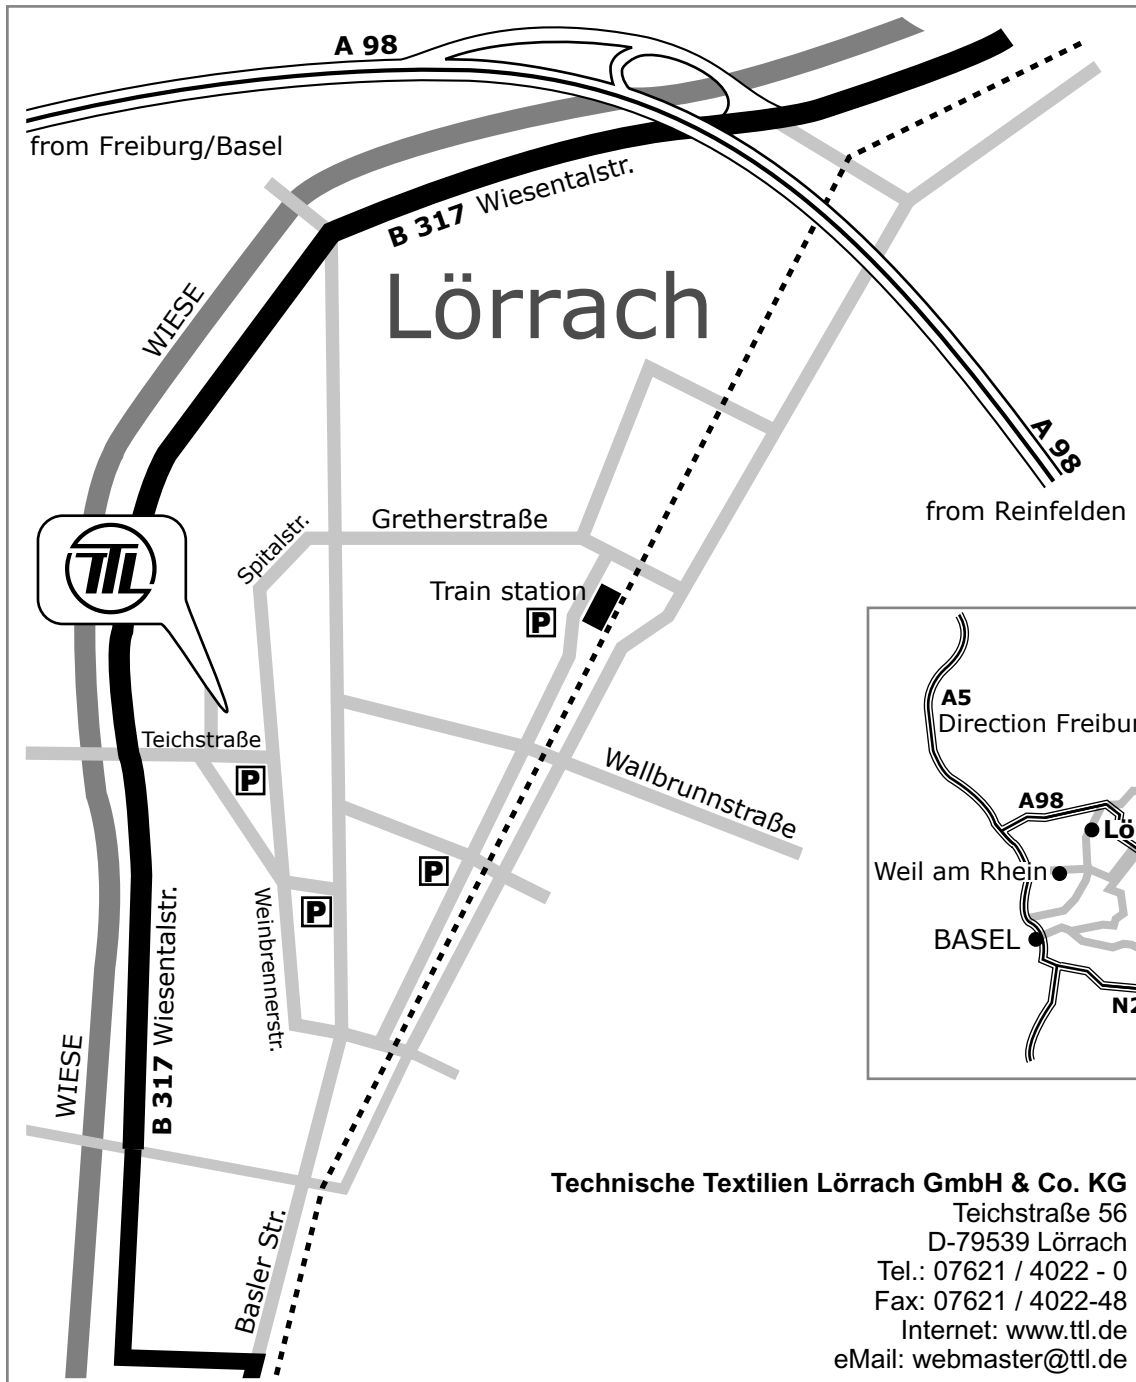 A 98
from Freiburg/Basel
B 317 Wiesentalstr.
Lörrach
WIESE
A 98
from Reinfelden
Gretherstraße
Spitalstr.
TTL
Train station
P
A5
Direction Freibur
Teichstraße
P
Wallbrunnstraße
A98
Lö
P
Weil am Rhein
Weinbrennerstr.
P
BASEL
N2
B 317 Wiesentalstr.
WIESE
Basler Str.
Technische Textilien Lörrach GmbH & Co. KG
Teichstraße 56
D-79539 Lörrach
Tel.: 07621 / 4022 - 0
Fax: 07621 / 4022-48
Internet: www.ttl.de
eMail: webmaster@ttl.de